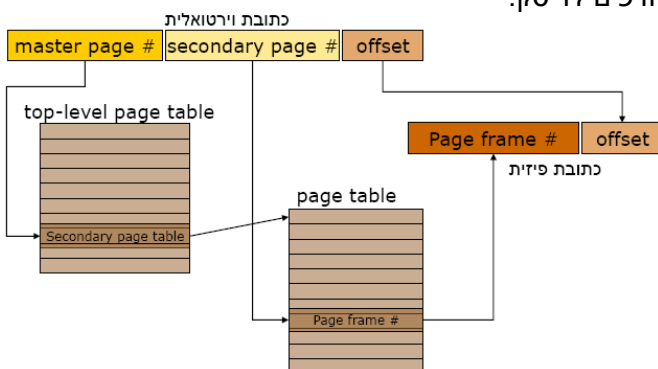 כתובת וירטואלית
master page # secondary page # offset
top-level page table
Page frame # offset
כתובת פיזית
page table
Secondary page table
Page frame #